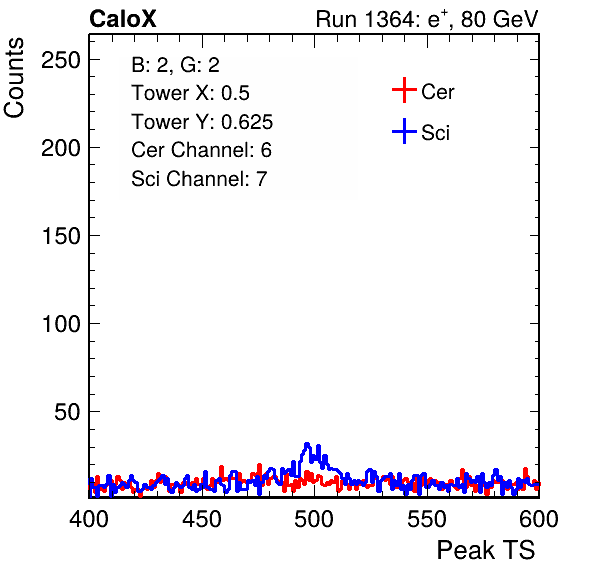 CaloX Run 1364: e⁺, 80 GeV
Counts
B: 2, G: 2
Tower X: 0.5
Tower Y: 0.625
Cer Channel: 6
Sci Channel: 7
Cer
Sci
250
200
150
100
50
400 450 500 550 600
Peak TS